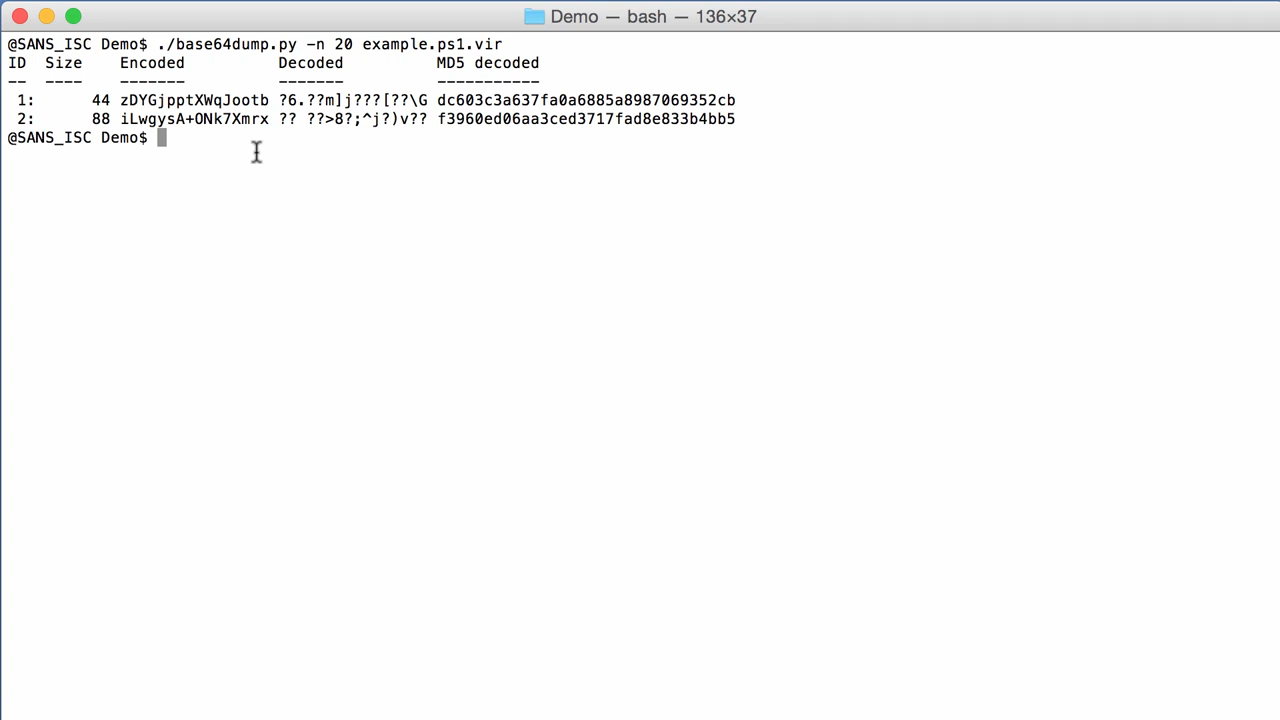 Demo — bash — 136×37
@SANS_ISC Demo$ ./base64dump.py -n 20 example.ps1.vir
ID  Size    Encoded          Decoded          MD5 decoded
--  ----    -------          -------          -----------
 1:      44 zDYGjpptXWqJootb ?6.??m]j???[??\G dc603c3a637fa0a6885a8987069352cb
 2:      88 iLwgysA+ONk7Xmrx ?? ??>8?;^j?)v?? f3960ed06aa3ced3717fad8e833b4bb5
@SANS_ISC Demo$